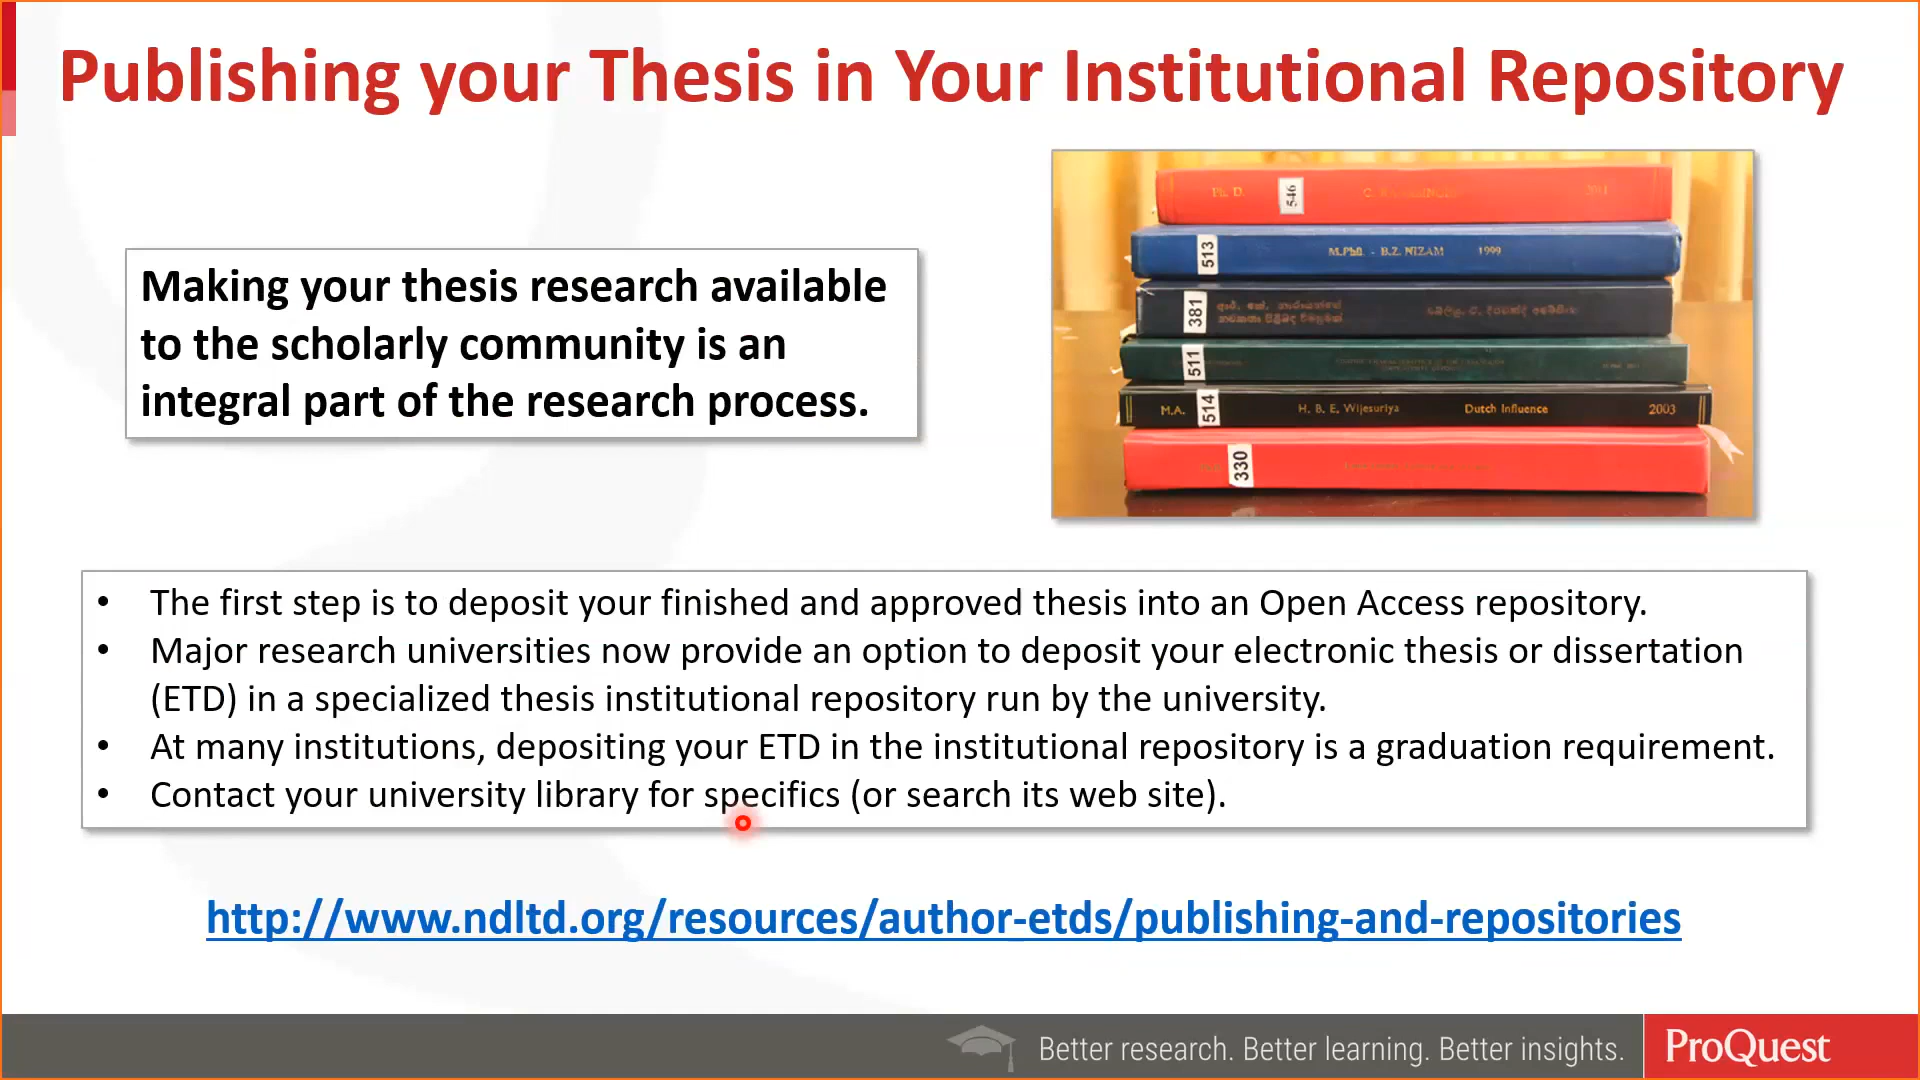 Publishing your Thesis in Your Institutional Repository
Making your thesis research available
to the scholarly community is an
integral part of the research process.
Ph. D.
546
513
M.Phil. - B.Z. NIZAM 1999
381
511
M.A.
514
H. B. E. Wijesuriya Dutch Influence 2003
330
• The first step is to deposit your finished and approved thesis into an Open Access repository.
• Major research universities now provide an option to deposit your electronic thesis or dissertation
(ETD) in a specialized thesis institutional repository run by the university.
• At many institutions, depositing your ETD in the institutional repository is a graduation requirement.
• Contact your university library for specifics (or search its web site).
http://www.ndltd.org/resources/author-etds/publishing-and-repositories
Better research. Better learning. Better insights.
ProQuest